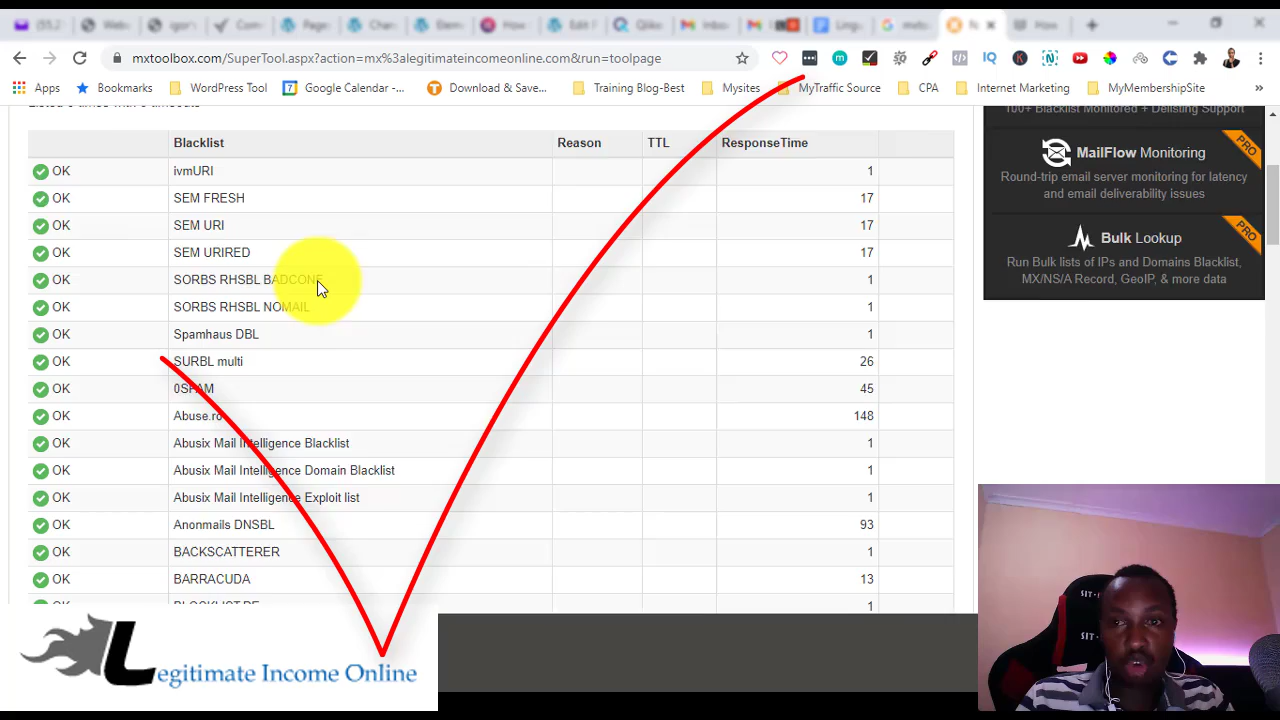 mxtoolbox.com/SuperTool.aspx?action=mx%3alegitimateincomeonline.com&run=toolpage
Apps
Bookmarks
WordPress Tool
Google Calendar -...
Download & Save...
Training Blog-Best
Mysites
MyTraffic Source
CPA
Internet Marketing
MyMembershipSite
»
Blacklist Reason TTL ResponseTime
OK ivmURI 1
OK SEM FRESH 17
OK SEM URI 17
OK SEM URIRED 17
OK SORBS RHSBL BADCONF 1
OK SORBS RHSBL NOMAIL 1
OK Spamhaus DBL 1
OK SURBL multi 26
OK 0SPAM 45
OK Abuse.ro 148
OK Abusix Mail Intelligence Blacklist 1
OK Abusix Mail Intelligence Domain Blacklist 1
OK Abusix Mail Intelligence Exploit list 1
OK Anonmails DNSBL 93
OK BACKSCATTERER 1
OK BARRACUDA 13
1
100+ Blacklist Monitored + Delisting Support
MailFlow Monitoring
PRO
Round-trip email server monitoring for latency
and email deliverability issues
Bulk Lookup
PRO
Run Bulk lists of IPs and Domains Blacklist,
MX/NS/A Record, GeoIP, & more data
Legitimate Income Online